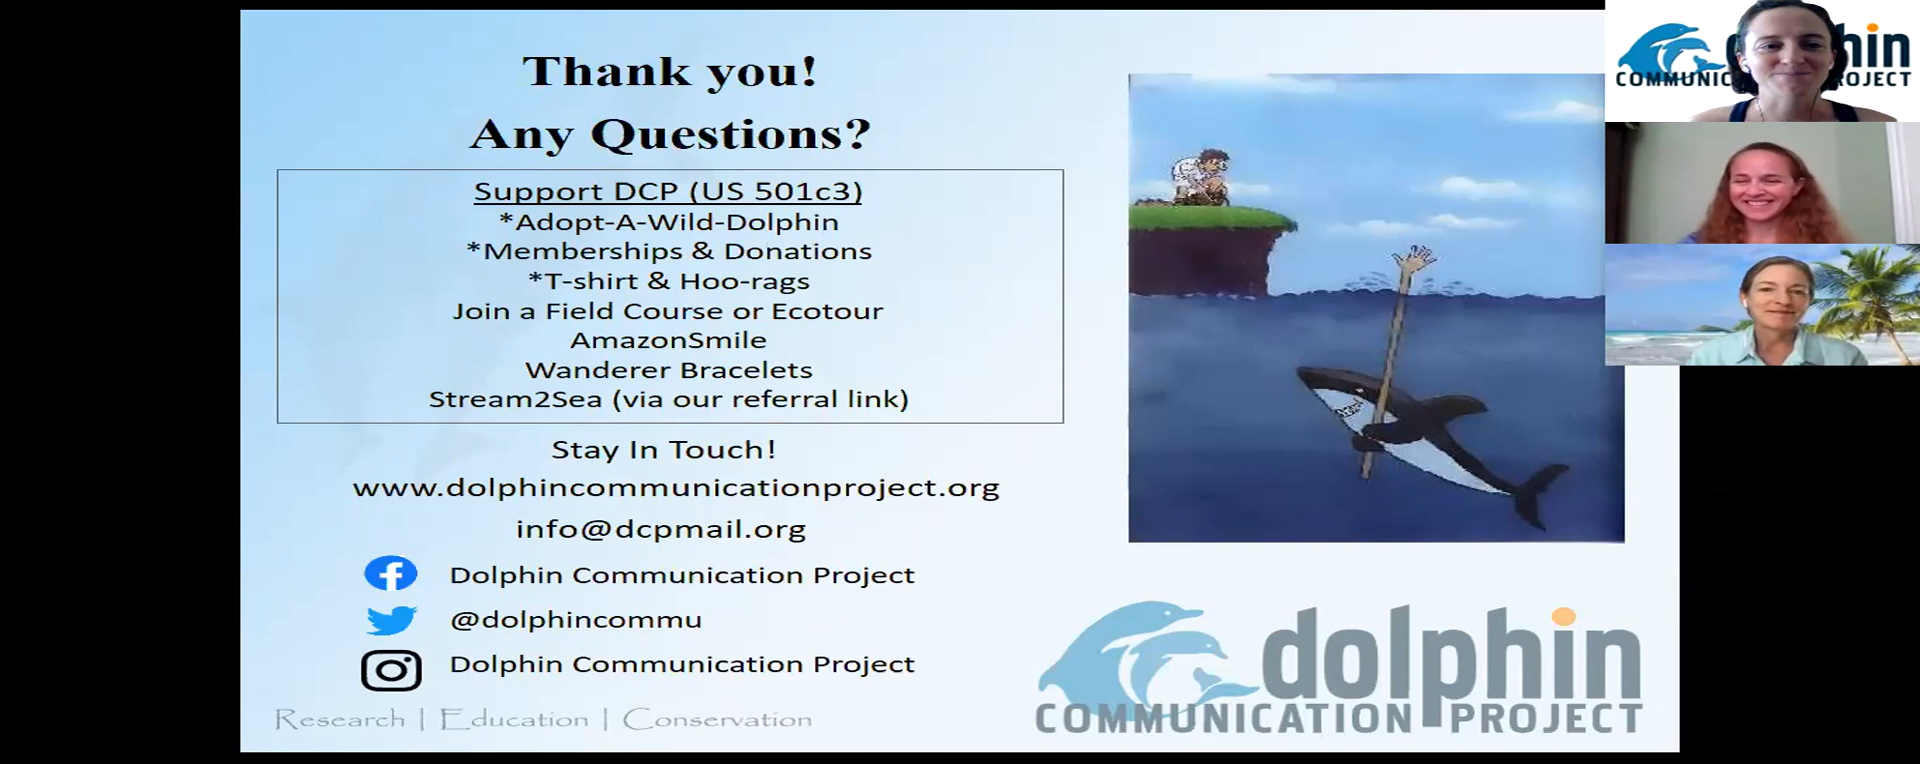 Thank you!
Any Questions?
Support DCP (US 501c3)
*Adopt-A-Wild-Dolphin
*Memberships & Donations
*T-shirt & Hoo-rags
Join a Field Course or Ecotour
AmazonSmile
Wanderer Bracelets
Stream2Sea (via our referral link)
Stay In Touch!
www.dolphincommunicationproject.org
info@dcpmail.org
Dolphin Communication Project
@dolphincommu
Dolphin Communication Project
Research | Education | Conservation
dolphin
COMMUNICATION PROJECT